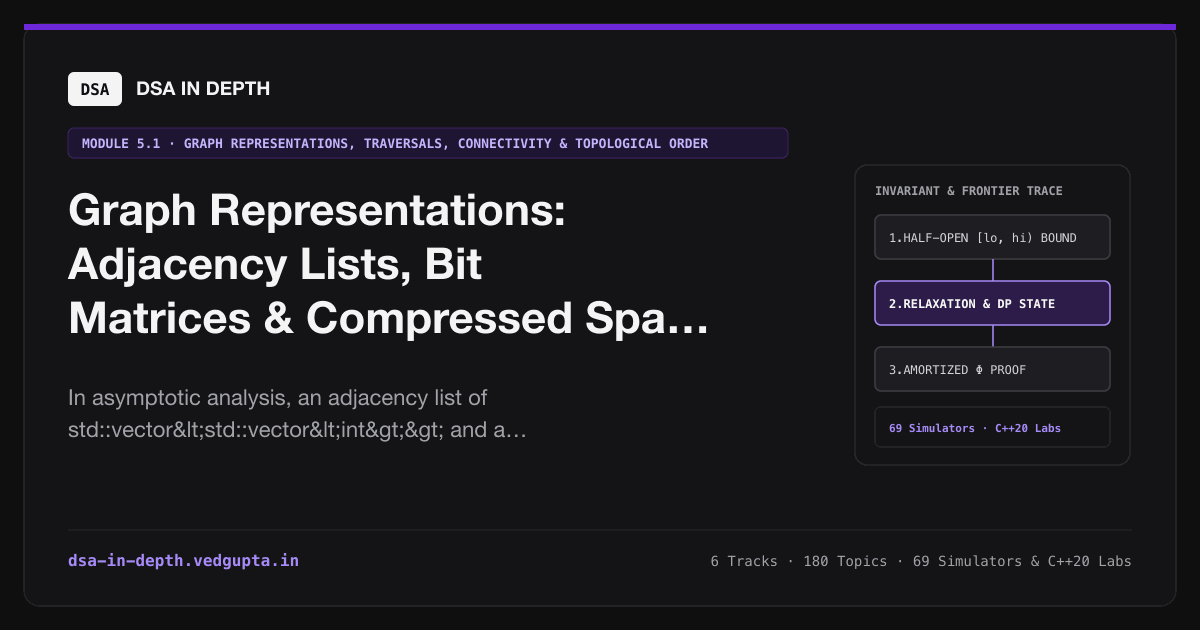 DSA DSA IN DEPTH
MODULE 5.1 · GRAPH REPRESENTATIONS, TRAVERSALS, CONNECTIVITY & TOPOLOGICAL ORDER
Graph Representations:
Adjacency Lists, Bit
Matrices & Compressed Spa...
In asymptotic analysis, an adjacency list of
std::vector&lt;std::vector&lt;int&gt;&gt; and a...
INVARIANT & FRONTIER TRACE
1.HALF-OPEN [lo, hi) BOUND
2.RELAXATION & DP STATE
3.AMORTIZED Φ PROOF
69 Simulators · C++20 Labs
dsa-in-depth.vedgupta.in
6 Tracks · 180 Topics · 69 Simulators & C++20 Labs